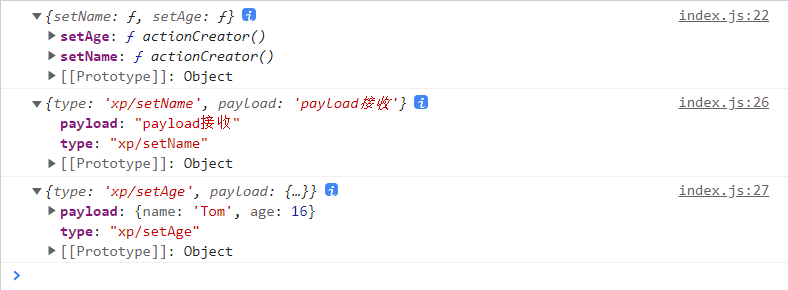 ▼{setName: ƒ, setAge: ƒ} i index.js:22
▶setAge: ƒ actionCreator()
▶setName: ƒ actionCreator()
▶[[Prototype]]: Object
▼{type: 'xp/setName', payload: 'payload接收'} i index.js:26
payload: "payload接收"
type: "xp/setName"
▶[[Prototype]]: Object
▼{type: 'xp/setAge', payload: {…}} i index.js:27
▶payload: {name: 'Tom', age: 16}
type: "xp/setAge"
▶[[Prototype]]: Object
>